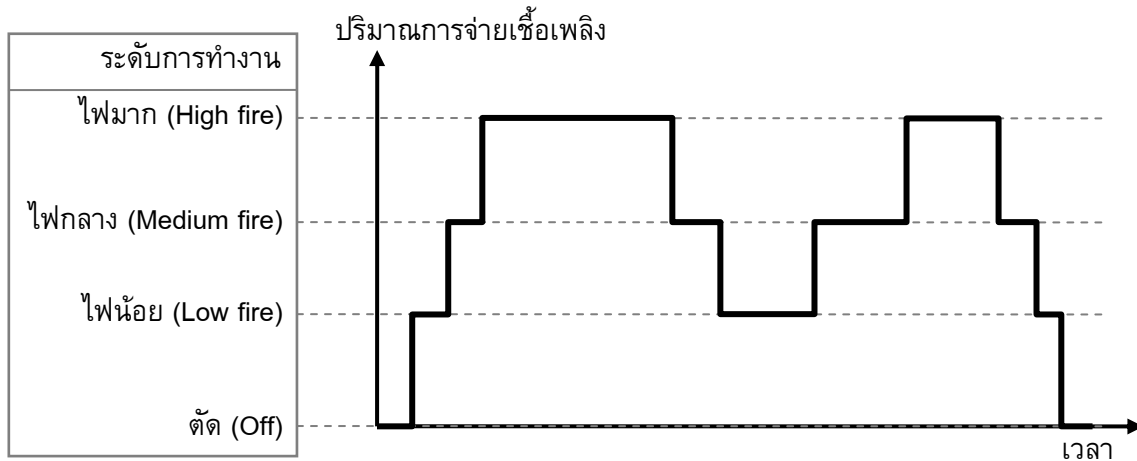 ปริมาณการจ่ายเชื้อเพลิง
ระดับการทำงาน
ไฟมาก (High fire)
ไฟกลาง (Medium fire)
ไฟน้อย (Low fire)
ตัด (Off)
เวลา